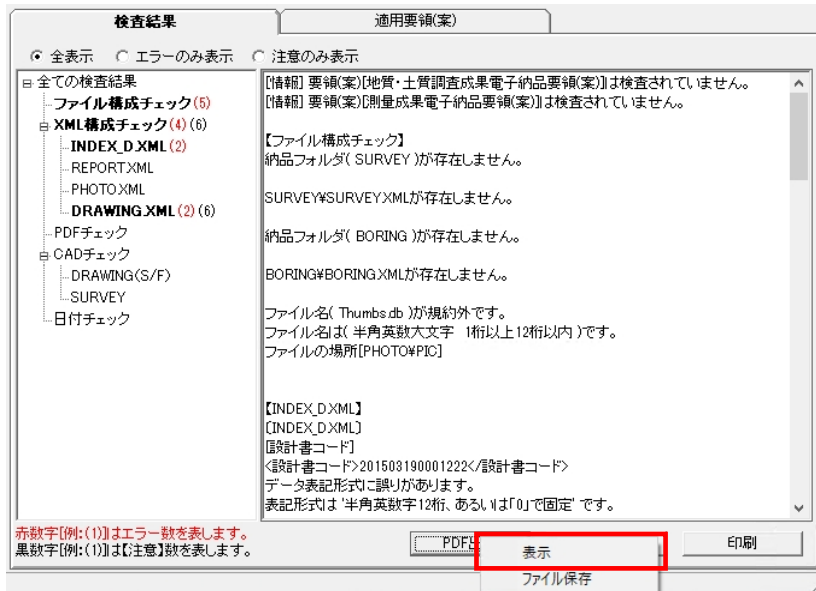 検査結果
適用要領(案)
全表示 エラーのみ表示 注意のみ表示
全ての検査結果
ファイル構成チェック(5)
XML構成チェック(4)(6)
INDEX_D.XML(2)
REPORT.XML
PHOTO.XML
DRAWING.XML(2)(6)
PDFチェック
CADチェック
DRAWING(S/F)
SURVEY
日付チェック
[情報] 要領(案)[地質・土質調査成果電子納品要領(案)]は検査されていません。
[情報] 要領(案)[測量成果電子納品要領(案)]は検査されていません。
【ファイル構成チェック】
納品フォルダ( SURVEY )が存在しません。
SURVEY¥SURVEY.XMLが存在しません。
納品フォルダ( BORING )が存在しません。
BORING¥BORING.XMLが存在しません。
ファイル名( Thumbs.db )が規約外です。
ファイル名は( 半角英数大文字 1桁以上12桁以内 )です。
ファイルの場所[PHOTO¥PIC]
【INDEX_D.XML】
[INDEX_D.XML]
[設計書コード]
<設計書コード>201503190001222</設計書コード>
データ表記形式に誤りがあります。
表記形式は '半角英数字12桁、あるいは「0」で固定' です。
赤数字[例:(1)]はエラー数を表します。
黒数字[例:(1)]は【注意】数を表します。
PDF
表示
ファイル保存
印刷